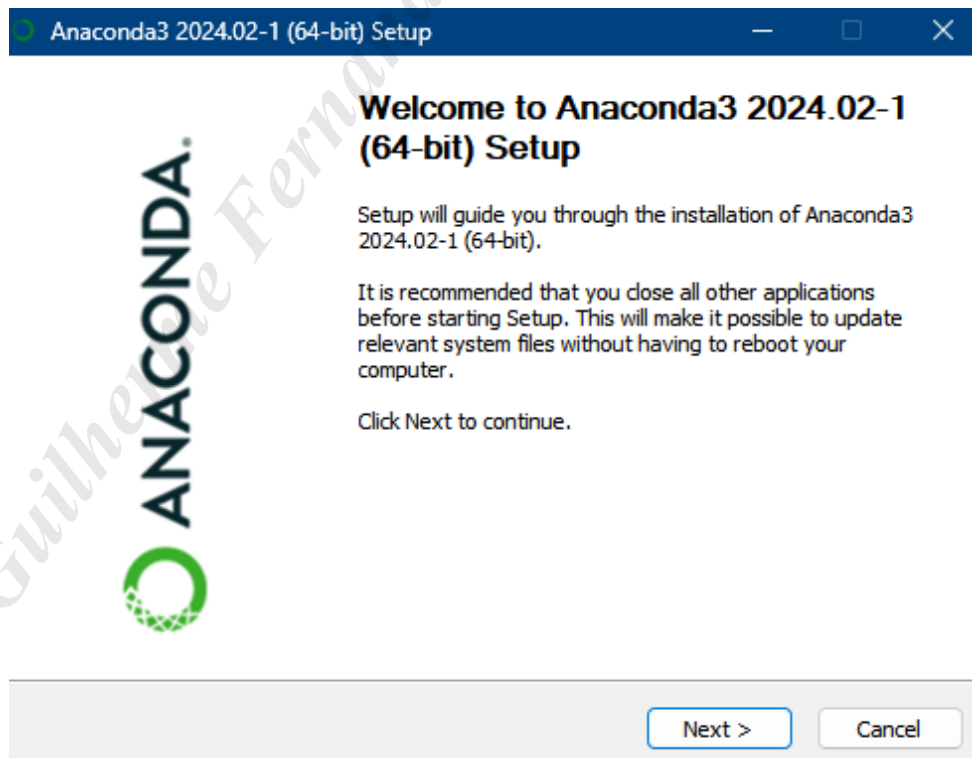 Anaconda3 2024.02-1 (64-bit) Setup
Welcome to Anaconda3 2024.02-1
(64-bit) Setup
Setup will guide you through the installation of Anaconda3
2024.02-1 (64-bit).
It is recommended that you close all other applications
before starting Setup. This will make it possible to update
relevant system files without having to reboot your
computer.
Click Next to continue.
ANACONDA.
Next >
Cancel
Guilherme